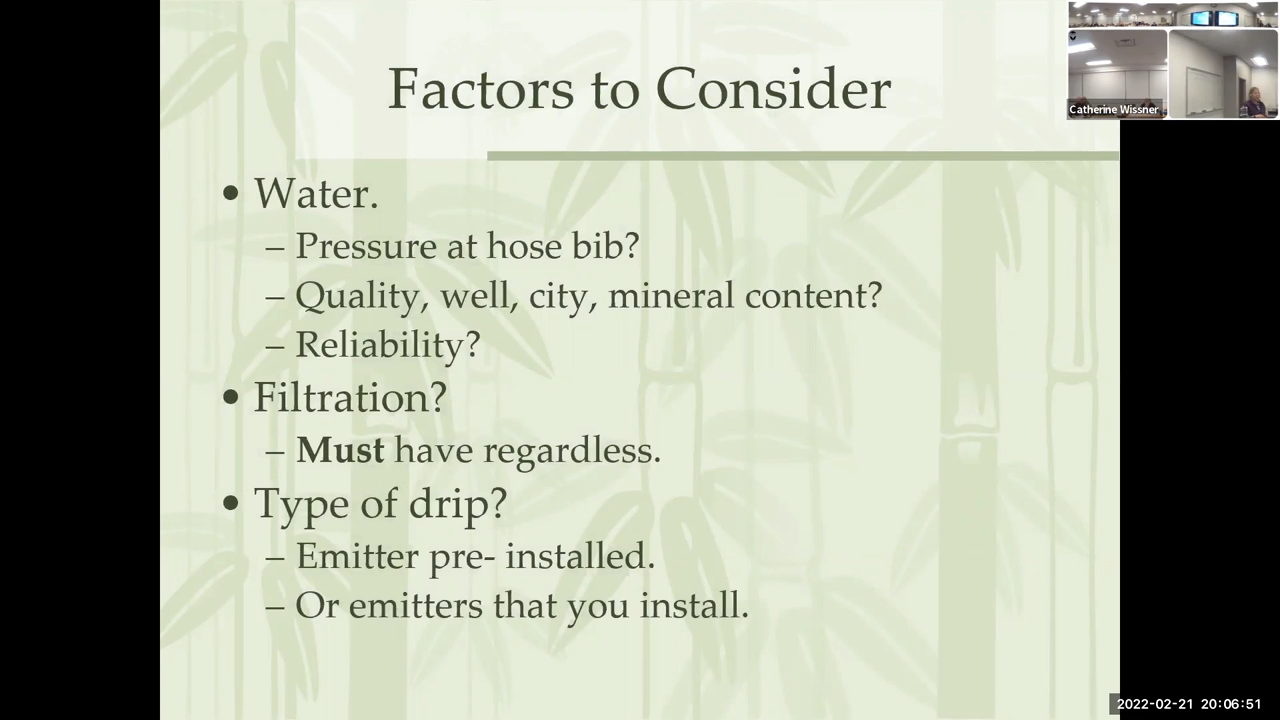 Factors to Consider
Catherine Wissner
• Water.
– Pressure at hose bib?
– Quality, well, city, mineral content?
– Reliability?
• Filtration?
– Must have regardless.
• Type of drip?
– Emitter pre- installed.
– Or emitters that you install.
2022-02-21 20:06:51